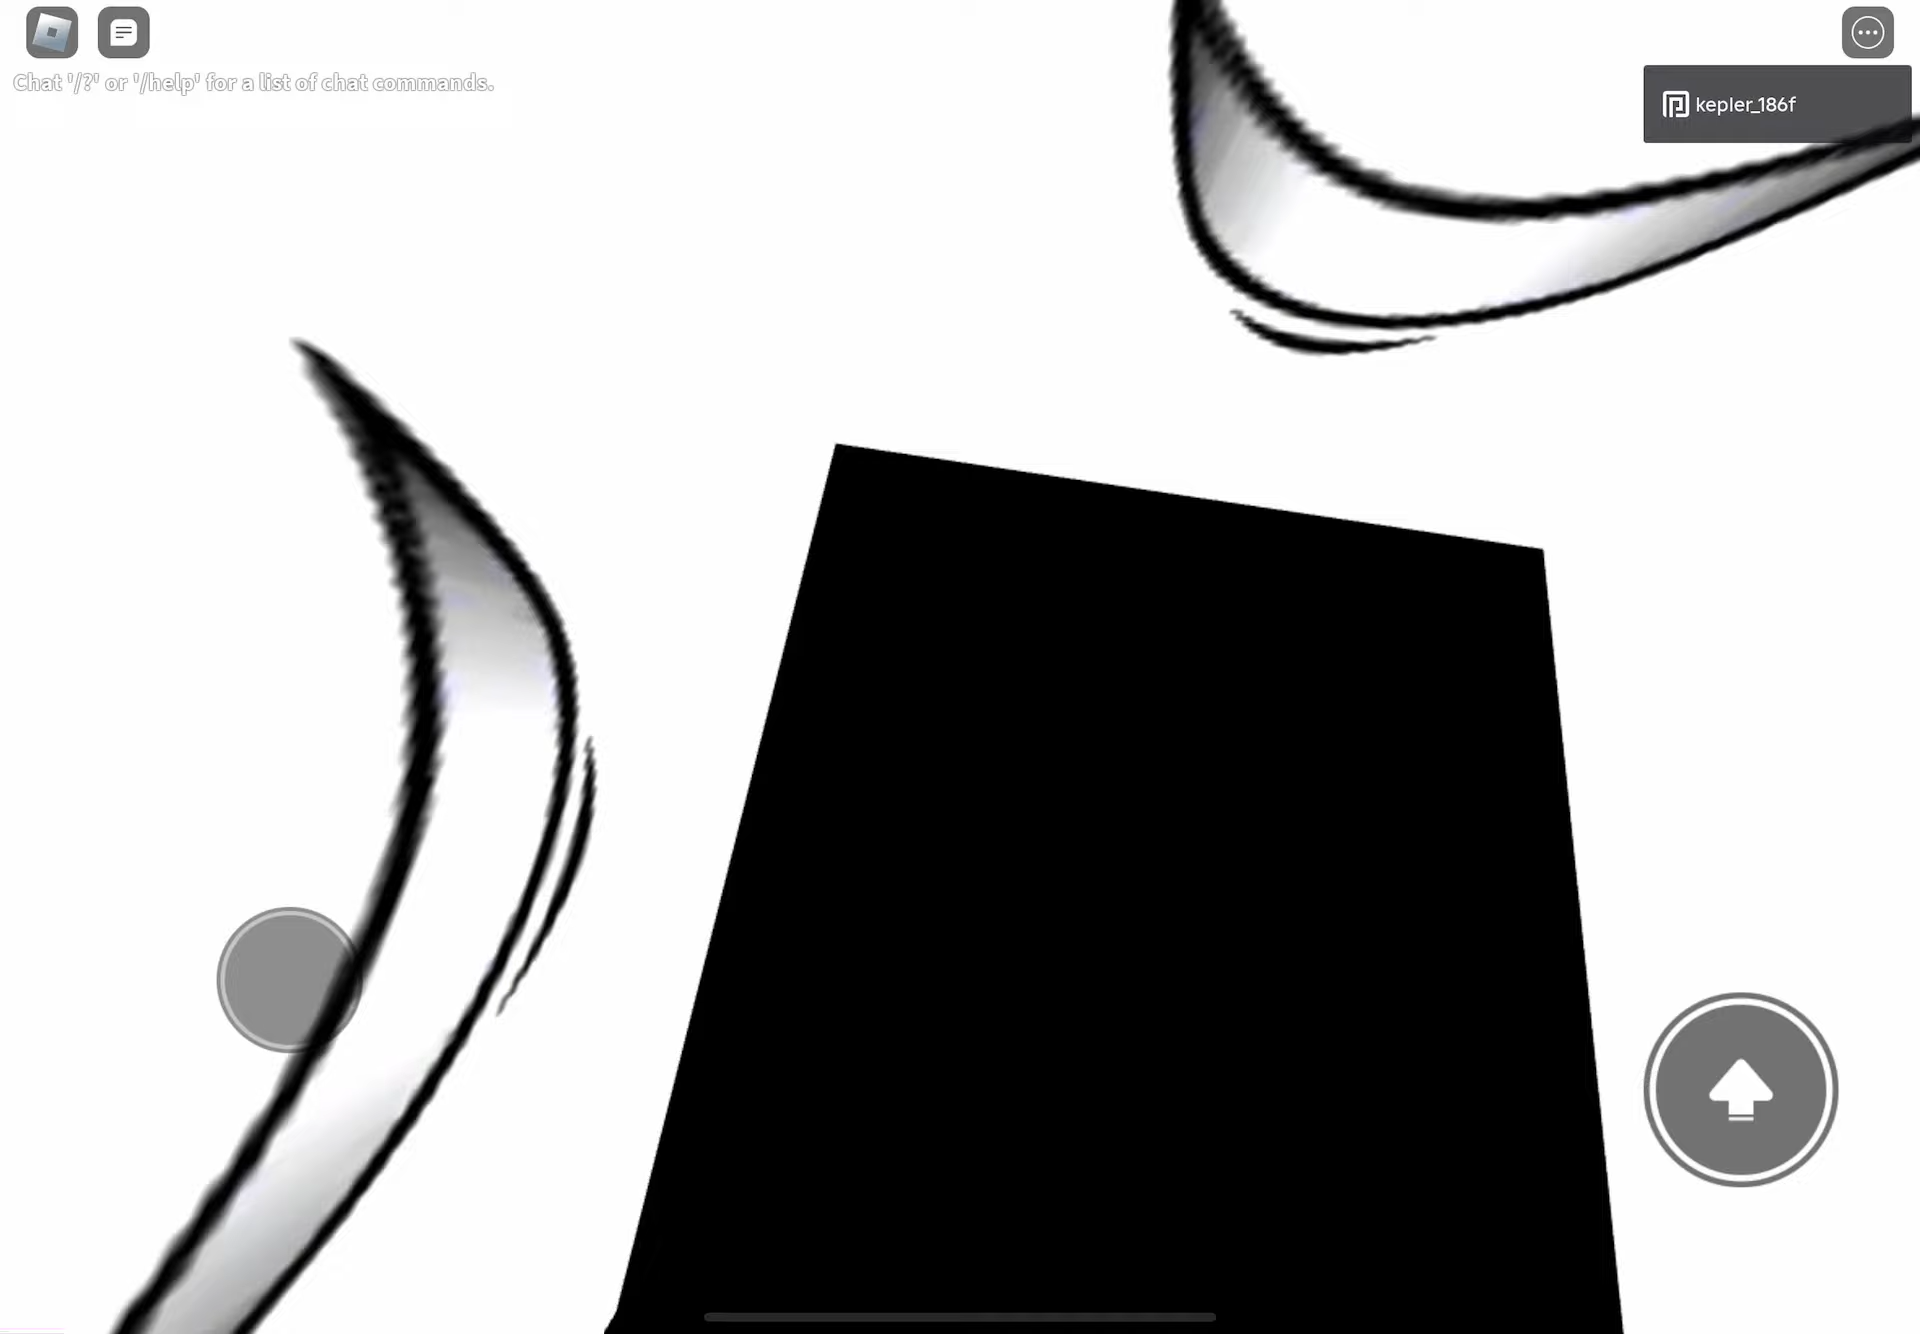 Chat '/?' or '/help' for a list of chat commands.
kepler_186f